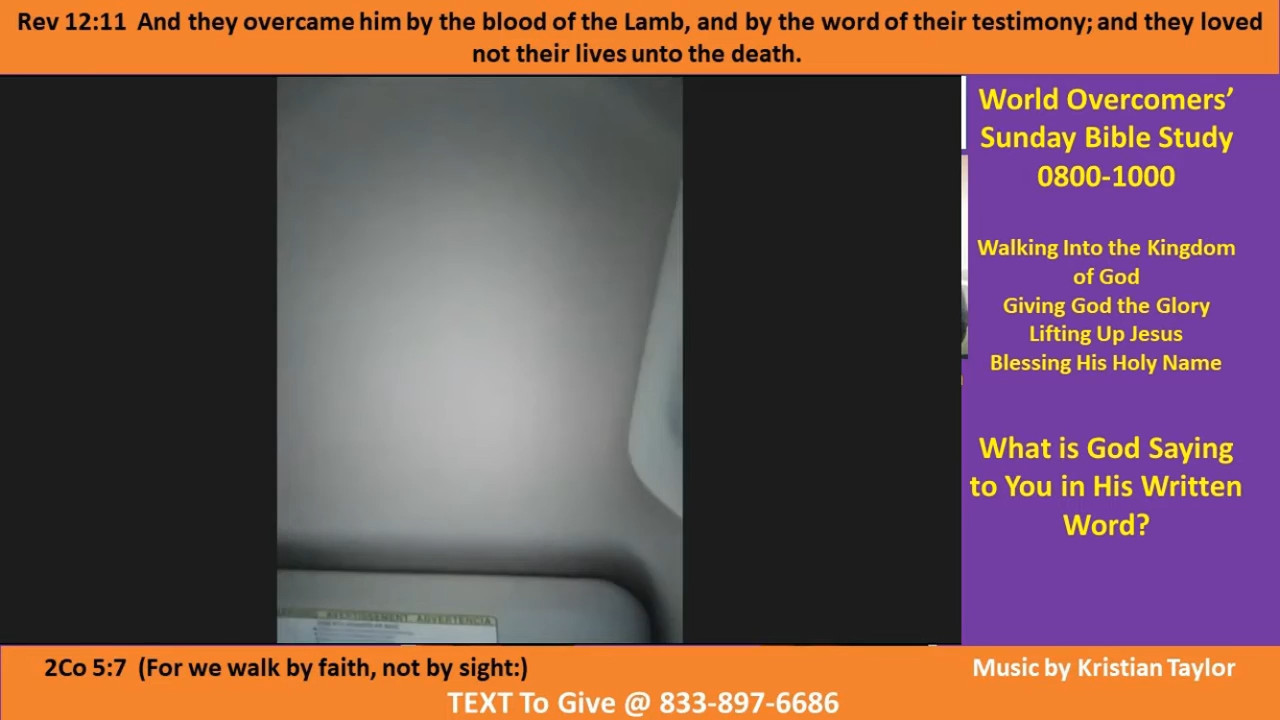 Rev 12:11 And they overcame him by the blood of the Lamb, and by the word of their testimony; and they loved
not their lives unto the death.
World Overcomers’
Sunday Bible Study
0800-1000
Walking Into the Kingdom
of God
Giving God the Glory
Lifting Up Jesus
Blessing His Holy Name
What is God Saying
to You in His Written
Word?
AVERTISSEMENT ADVERTENCIA
2Co 5:7 (For we walk by faith, not by sight:)
Music by Kristian Taylor
TEXT To Give @ 833-897-6686